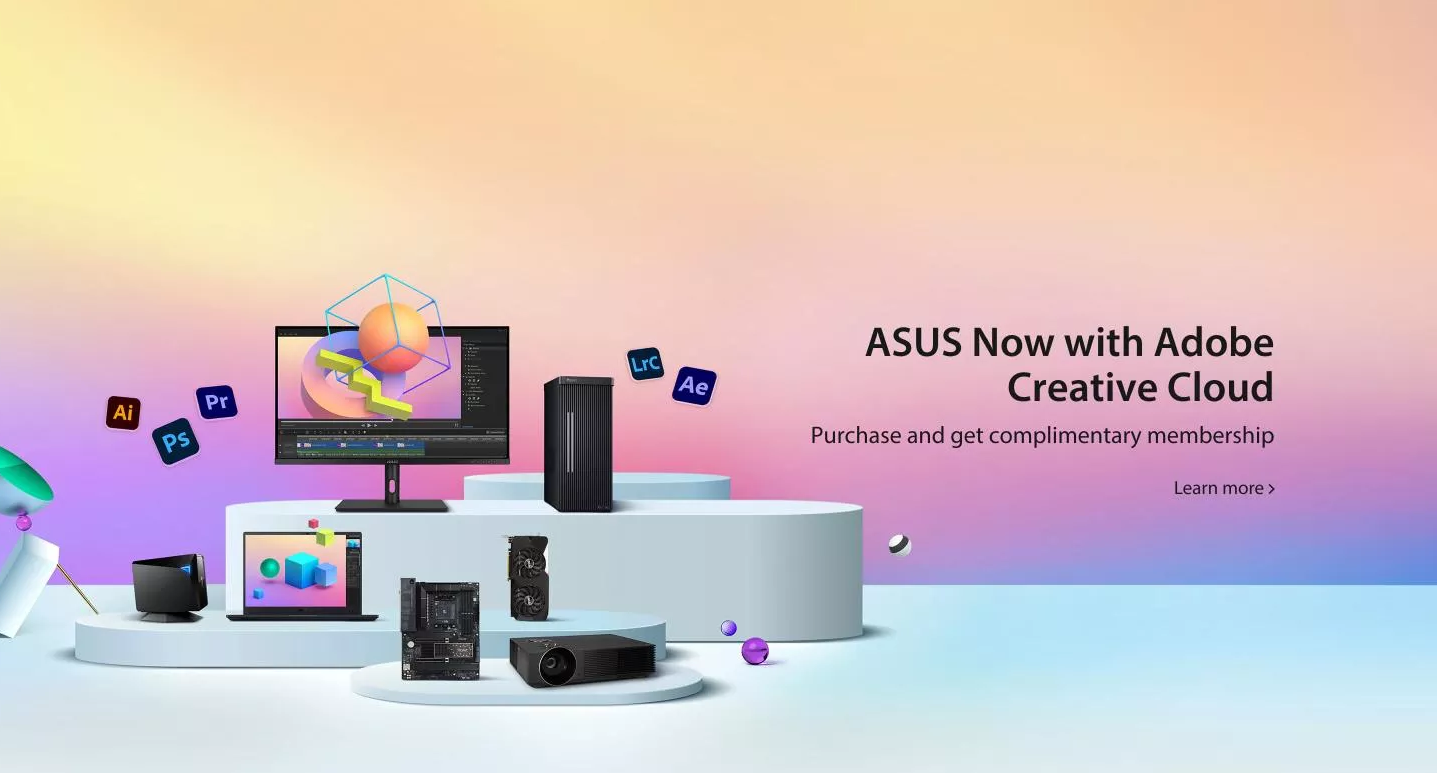 ASUS Now with Adobe
Creative Cloud
Purchase and get complimentary membership
Learn more >
LrC
Ae
Pr
Ai
Ps